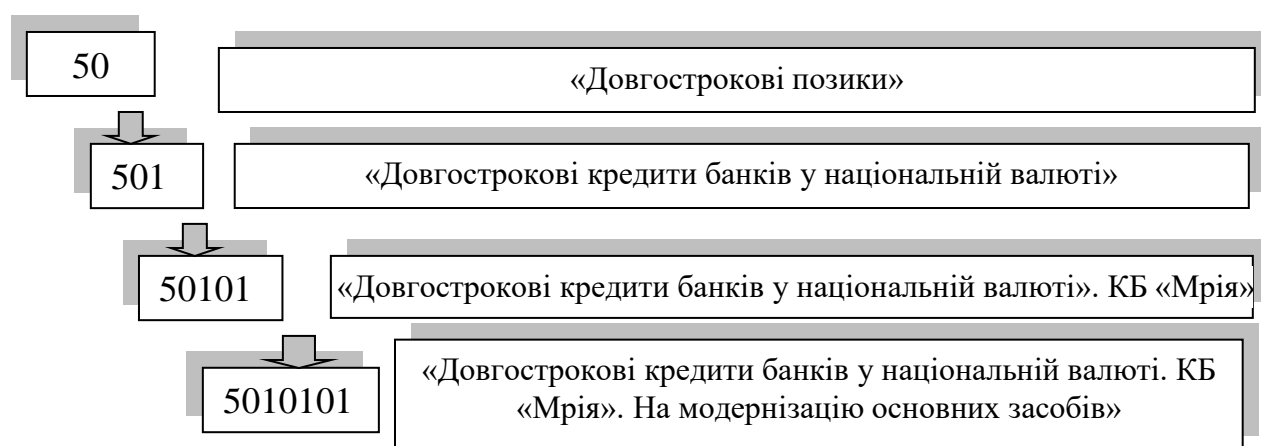 50
«Довгострокові позики»
501
«Довгострокові кредити банків у національній валюті»
50101
«Довгострокові кредити банків у національній валюті». КБ «Мрія»
5010101
«Довгострокові кредити банків у національній валюті. КБ
«Мрія». На модернізацію основних засобів»